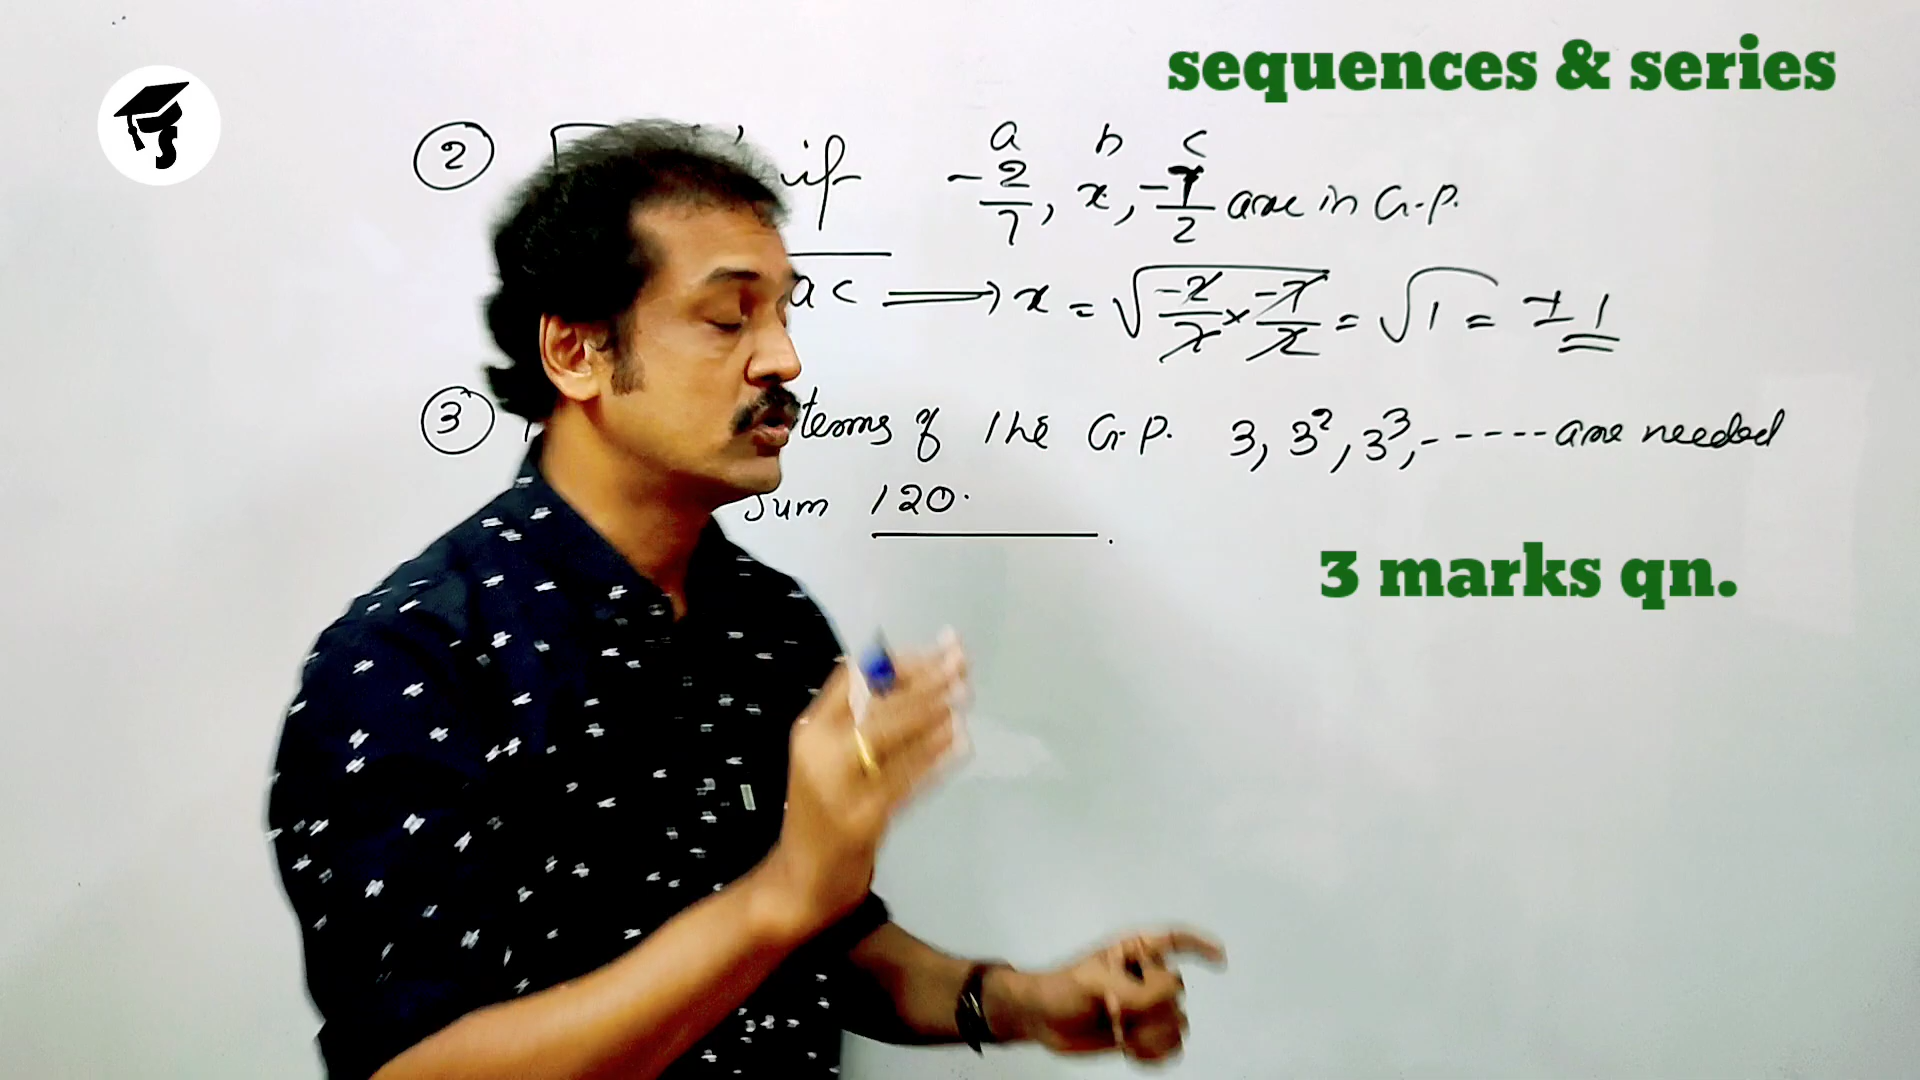 sequences & series
a b c
2 if -2/7, x, -7/2 are in G.P.
ac ⟹ x = √(-2/7 × -7/2) = √1 = ±1
3 terms of the G.P. 3, 3², 3³, ----- are needed
sum 120.
3 marks qn.